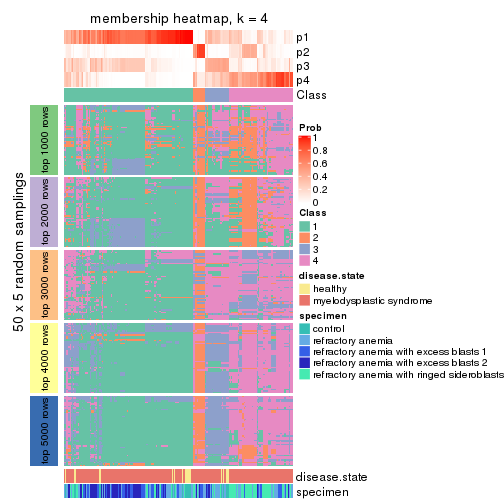 membership heatmap, k = 4
p1
p2
p3
p4
Class
50 x 5 random samplings
top 1000 rows
top 2000 rows
top 3000 rows
top 4000 rows
top 5000 rows
Prob
1
0.8
0.6
0.4
0.2
0
Class
1
2
3
4
disease.state
healthy
myelodysplastic syndrome
specimen
control
refractory anemia
refractory anemia with excess blasts 1
refractory anemia with excess blasts 2
refractory anemia with ringed sideroblasts
disease.state
specimen